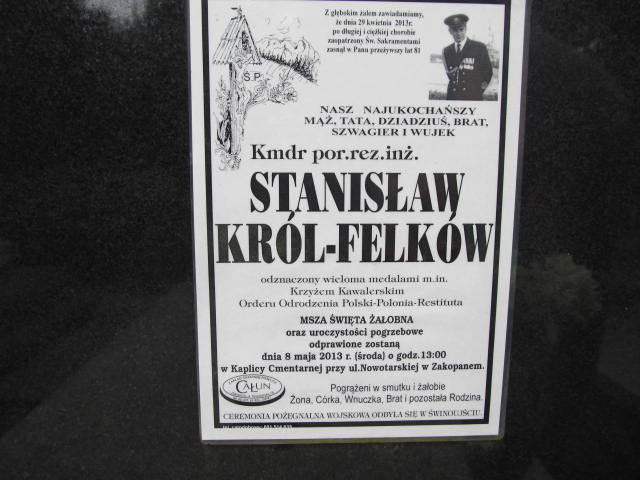 Z głębokim żalem zawiadamiamy,
że dnia 29 kwietnia 2013r.
po długiej i ciężkiej chorobie
zaopatrzony Św. Sakramentami
zasnął w Panu przeżywszy lat 81
Ś.P.
NASZ NAJUKOCHAŃSZY
MĄŻ, TATA, DZIADZIUŚ, BRAT,
SZWAGIER I WUJEK
Kmdr por.rez.inż.
STANISŁAW
KRÓL-FELKÓW
odznaczony wieloma medalami m.in.
Krzyżem Kawalerskim
Orderu Odrodzenia Polski-Polonia-Restituta
MSZA ŚWIĘTA ŻAŁOBNA
oraz uroczystości pogrzebowe
odprawione zostaną
dnia 8 maja 2013 r. (środa) o godz.13:00
w Kaplicy Cmentarnej przy ul.Nowotarskiej w Zakopanem.
CAŁUN
Pogrążeni w smutku i żałobie
Żona, Córka, Wnuczka, Brat i pozostała Rodzina.
CEREMONIA POŻEGNALNA WOJSKOWA ODBYŁA SIĘ W ŚWINOUJŚCIU.